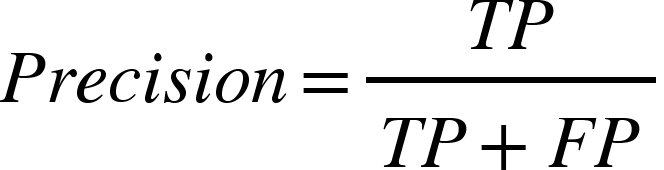 Precision = TP / TP + FP